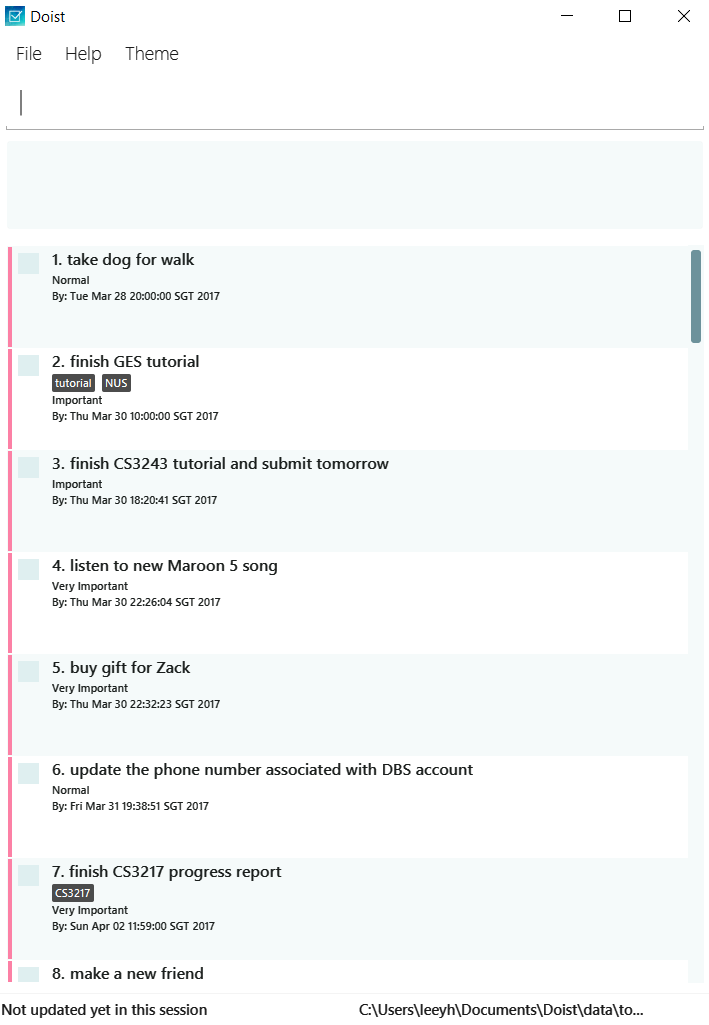 Doist
File Help Theme
1. take dog for walk
Normal
By: Tue Mar 28 20:00:00 SGT 2017
2. finish GES tutorial
tutorial NUS
Important
By: Thu Mar 30 10:00:00 SGT 2017
3. finish CS3243 tutorial and submit tomorrow
Important
By: Thu Mar 30 18:20:41 SGT 2017
4. listen to new Maroon 5 song
Very Important
By: Thu Mar 30 22:26:04 SGT 2017
5. buy gift for Zack
Very Important
By: Thu Mar 30 22:32:23 SGT 2017
6. update the phone number associated with DBS account
Normal
By: Fri Mar 31 19:38:51 SGT 2017
7. finish CS3217 progress report
CS3217
Very Important
By: Sun Apr 02 11:59:00 SGT 2017
8. make a new friend
Not updated yet in this session C:\Users\leeyh\Documents\Doist\data\to...